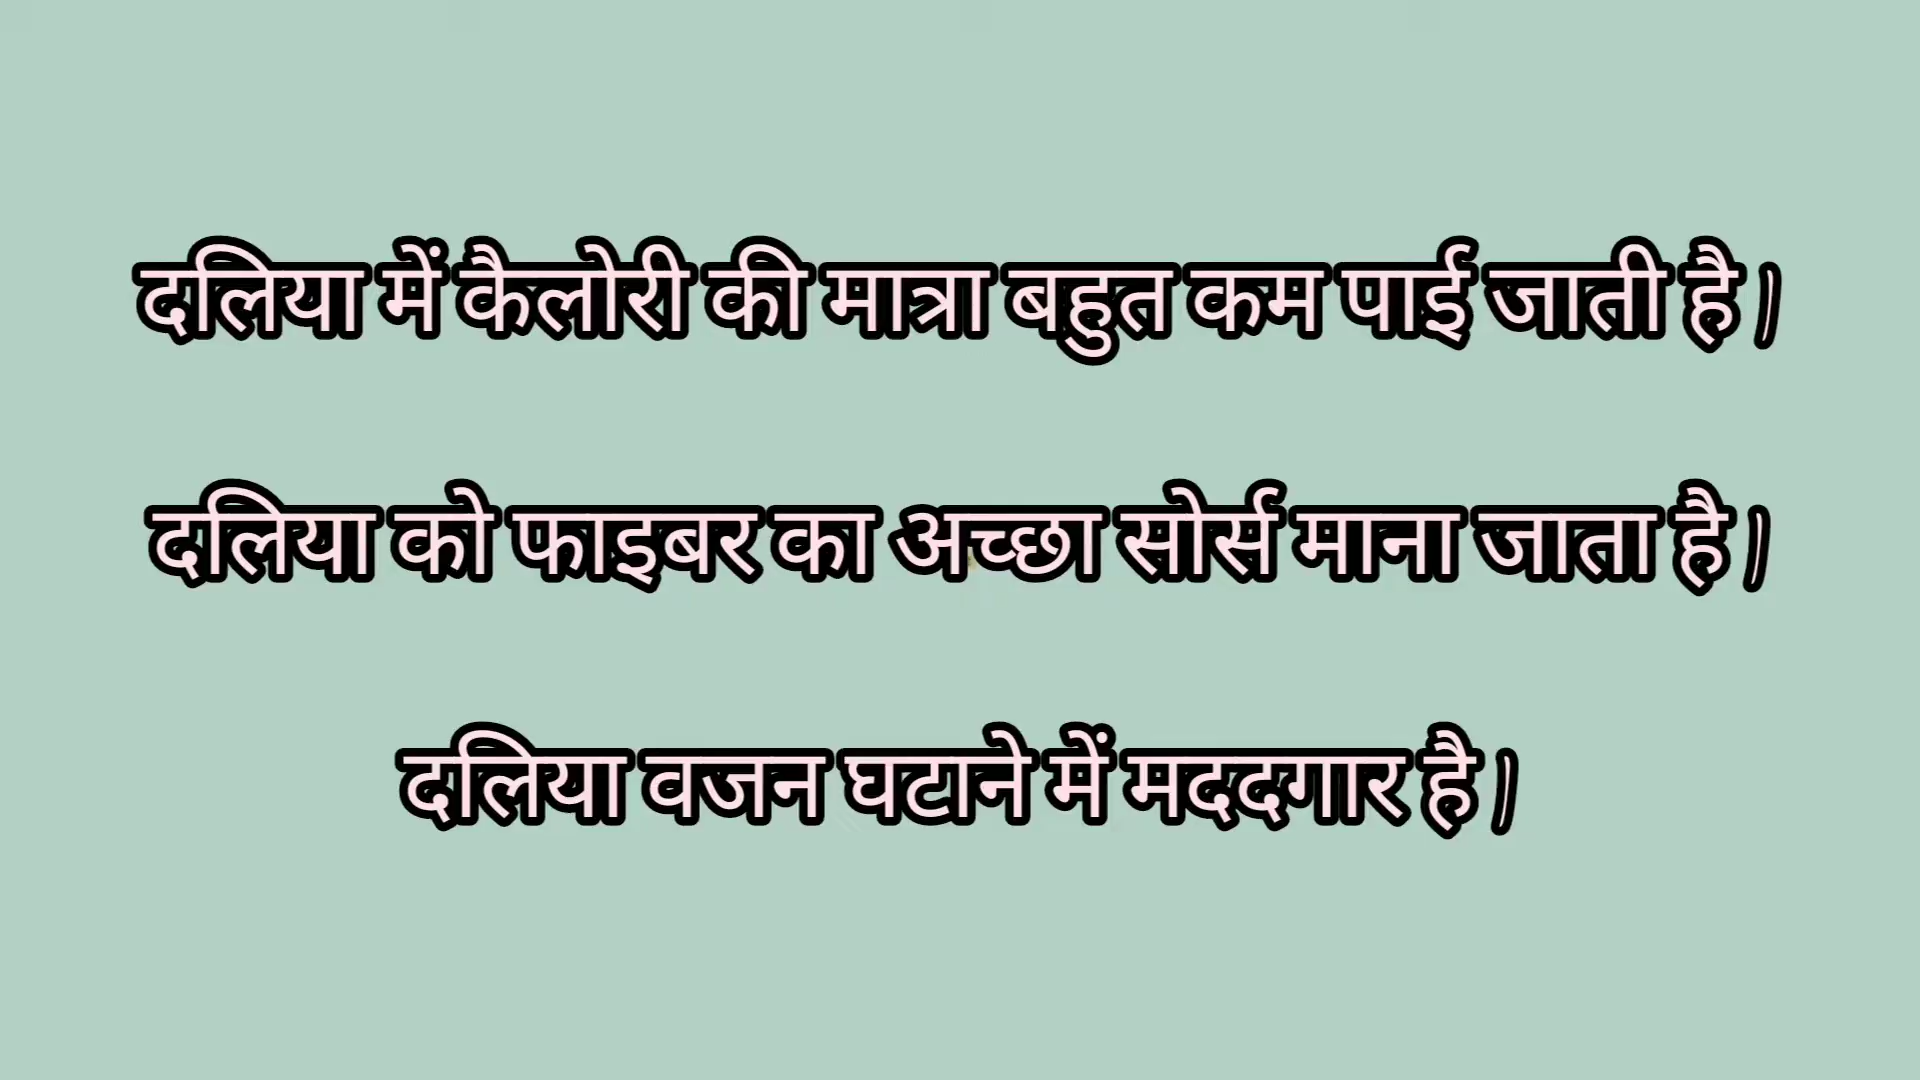 दलिया में कैलोरी की मात्रा बहुत कम पाई जाती है।
दलिया को फाइबर का अच्छा सोर्स माना जाता है।
दलिया वजन घटाने में मददगार है।